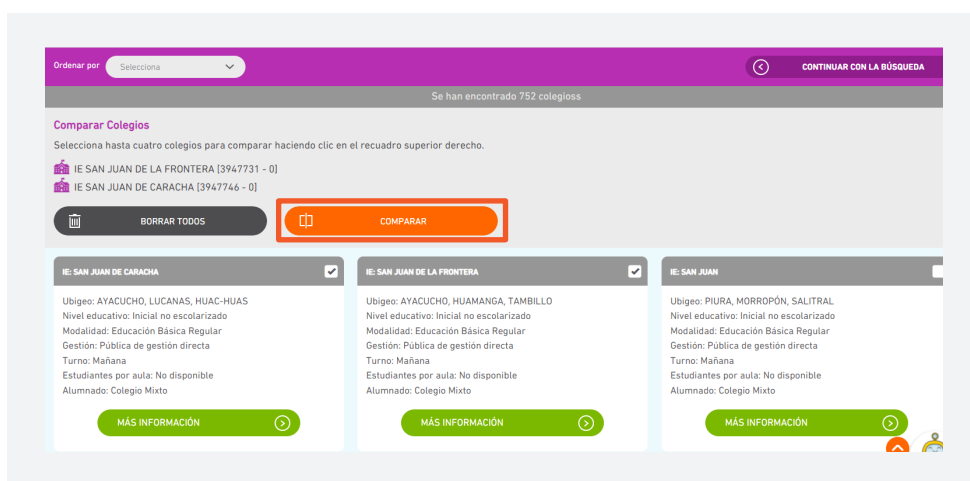 Ordenar por Selecciona CONTINUAR CON LA BÚSQUEDA
Se han encontrado 752 colegioss
Comparar Colegios
Selecciona hasta cuatro colegios para comparar haciendo clic en el recuadro superior derecho.
IE SAN JUAN DE LA FRONTERA [3947731 - 0]
IE SAN JUAN DE CARACHA [3947746 - 0]
BORRAR TODOS COMPARAR
IE: SAN JUAN DE CARACHA
Ubigeo: AYACUCHO, LUCANAS, HUAC-HUAS
Nivel educativo: Inicial no escolarizado
Modalidad: Educación Básica Regular
Gestión: Pública de gestión directa
Turno: Mañana
Estudiantes por aula: No disponible
Alumnado: Colegio Mixto
MÁS INFORMACIÓN
IE: SAN JUAN DE LA FRONTERA
Ubigeo: AYACUCHO, HUAMANGA, TAMBILLO
Nivel educativo: Inicial no escolarizado
Modalidad: Educación Básica Regular
Gestión: Pública de gestión directa
Turno: Mañana
Estudiantes por aula: No disponible
Alumnado: Colegio Mixto
MÁS INFORMACIÓN
IE: SAN JUAN
Ubigeo: PIURA, MORROPÓN, SALITRAL
Nivel educativo: Inicial no escolarizado
Modalidad: Educación Básica Regular
Gestión: Pública de gestión directa
Turno: Mañana
Estudiantes por aula: No disponible
Alumnado: Colegio Mixto
MÁS INFORMACIÓN